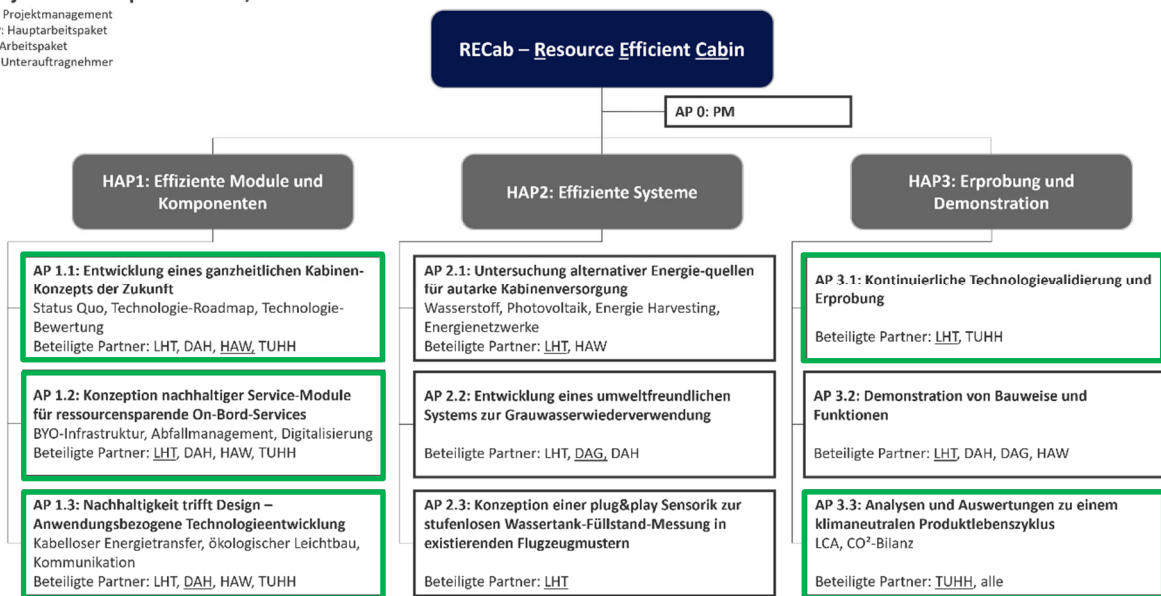 Projektmanagement
: Hauptarbeitspaket
Arbeitspaket
Unterauftragnehmer
RECab – Resource Efficient Cabin
AP 0: PM
HAP1: Effiziente Module und
Komponenten
AP 1.1: Entwicklung eines ganzheitlichen Kabinen-
Konzepts der Zukunft
Status Quo, Technologie-Roadmap, Technologie-
Bewertung
Beteiligte Partner: LHT, DAH, HAW, TUHH
AP 1.2: Konzeption nachhaltiger Service-Module
für ressourcensparende On-Bord-Services
BYO-Infrastruktur, Abfallmanagement, Digitalisierung
Beteiligte Partner: LHT, DAH, HAW, TUHH
AP 1.3: Nachhaltigkeit trifft Design –
Anwendungsbezogene Technologieentwicklung
Kabelloser Energietransfer, ökologischer Leichtbau,
Kommunikation
Beteiligte Partner: LHT, DAH, HAW, TUHH
HAP2: Effiziente Systeme
AP 2.1: Untersuchung alternativer Energie-quellen
für autarke Kabinenversorgung
Wasserstoff, Photovoltaik, Energie Harvesting,
Energienetzwerke
Beteiligte Partner: LHT, HAW
AP 2.2: Entwicklung eines umweltfreundlichen
Systems zur Grauwasserwiederverwendung
Beteiligte Partner: LHT, DAG, DAH
AP 2.3: Konzeption einer plug&play Sensorik zur
stufenlosen Wassertank-Füllstand-Messung in
existierenden Flugzeugmustern
Beteiligte Partner: LHT
HAP3: Erprobung und
Demonstration
AP 3.1: Kontinuierliche Technologievalidierung und
Erprobung
Beteiligte Partner: LHT, TUHH
AP 3.2: Demonstration von Bauweise und
Funktionen
Beteiligte Partner: LHT, DAH, DAG, HAW
AP 3.3: Analysen und Auswertungen zu einem
klimaneutralen Produktlebenszyklus
LCA, CO²-Bilanz
Beteiligte Partner: TUHH, alle